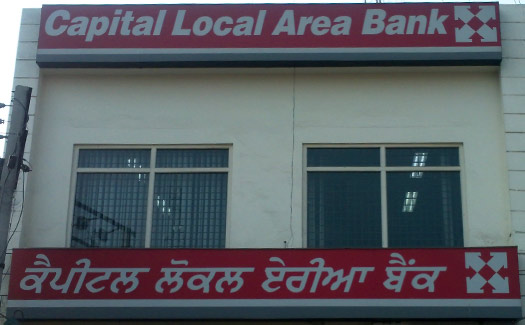 Capital Local Area Bank
ਕੈਪੀਟਲ ਲੋਕਲ ਏਰੀਆ ਬੈਂਕ